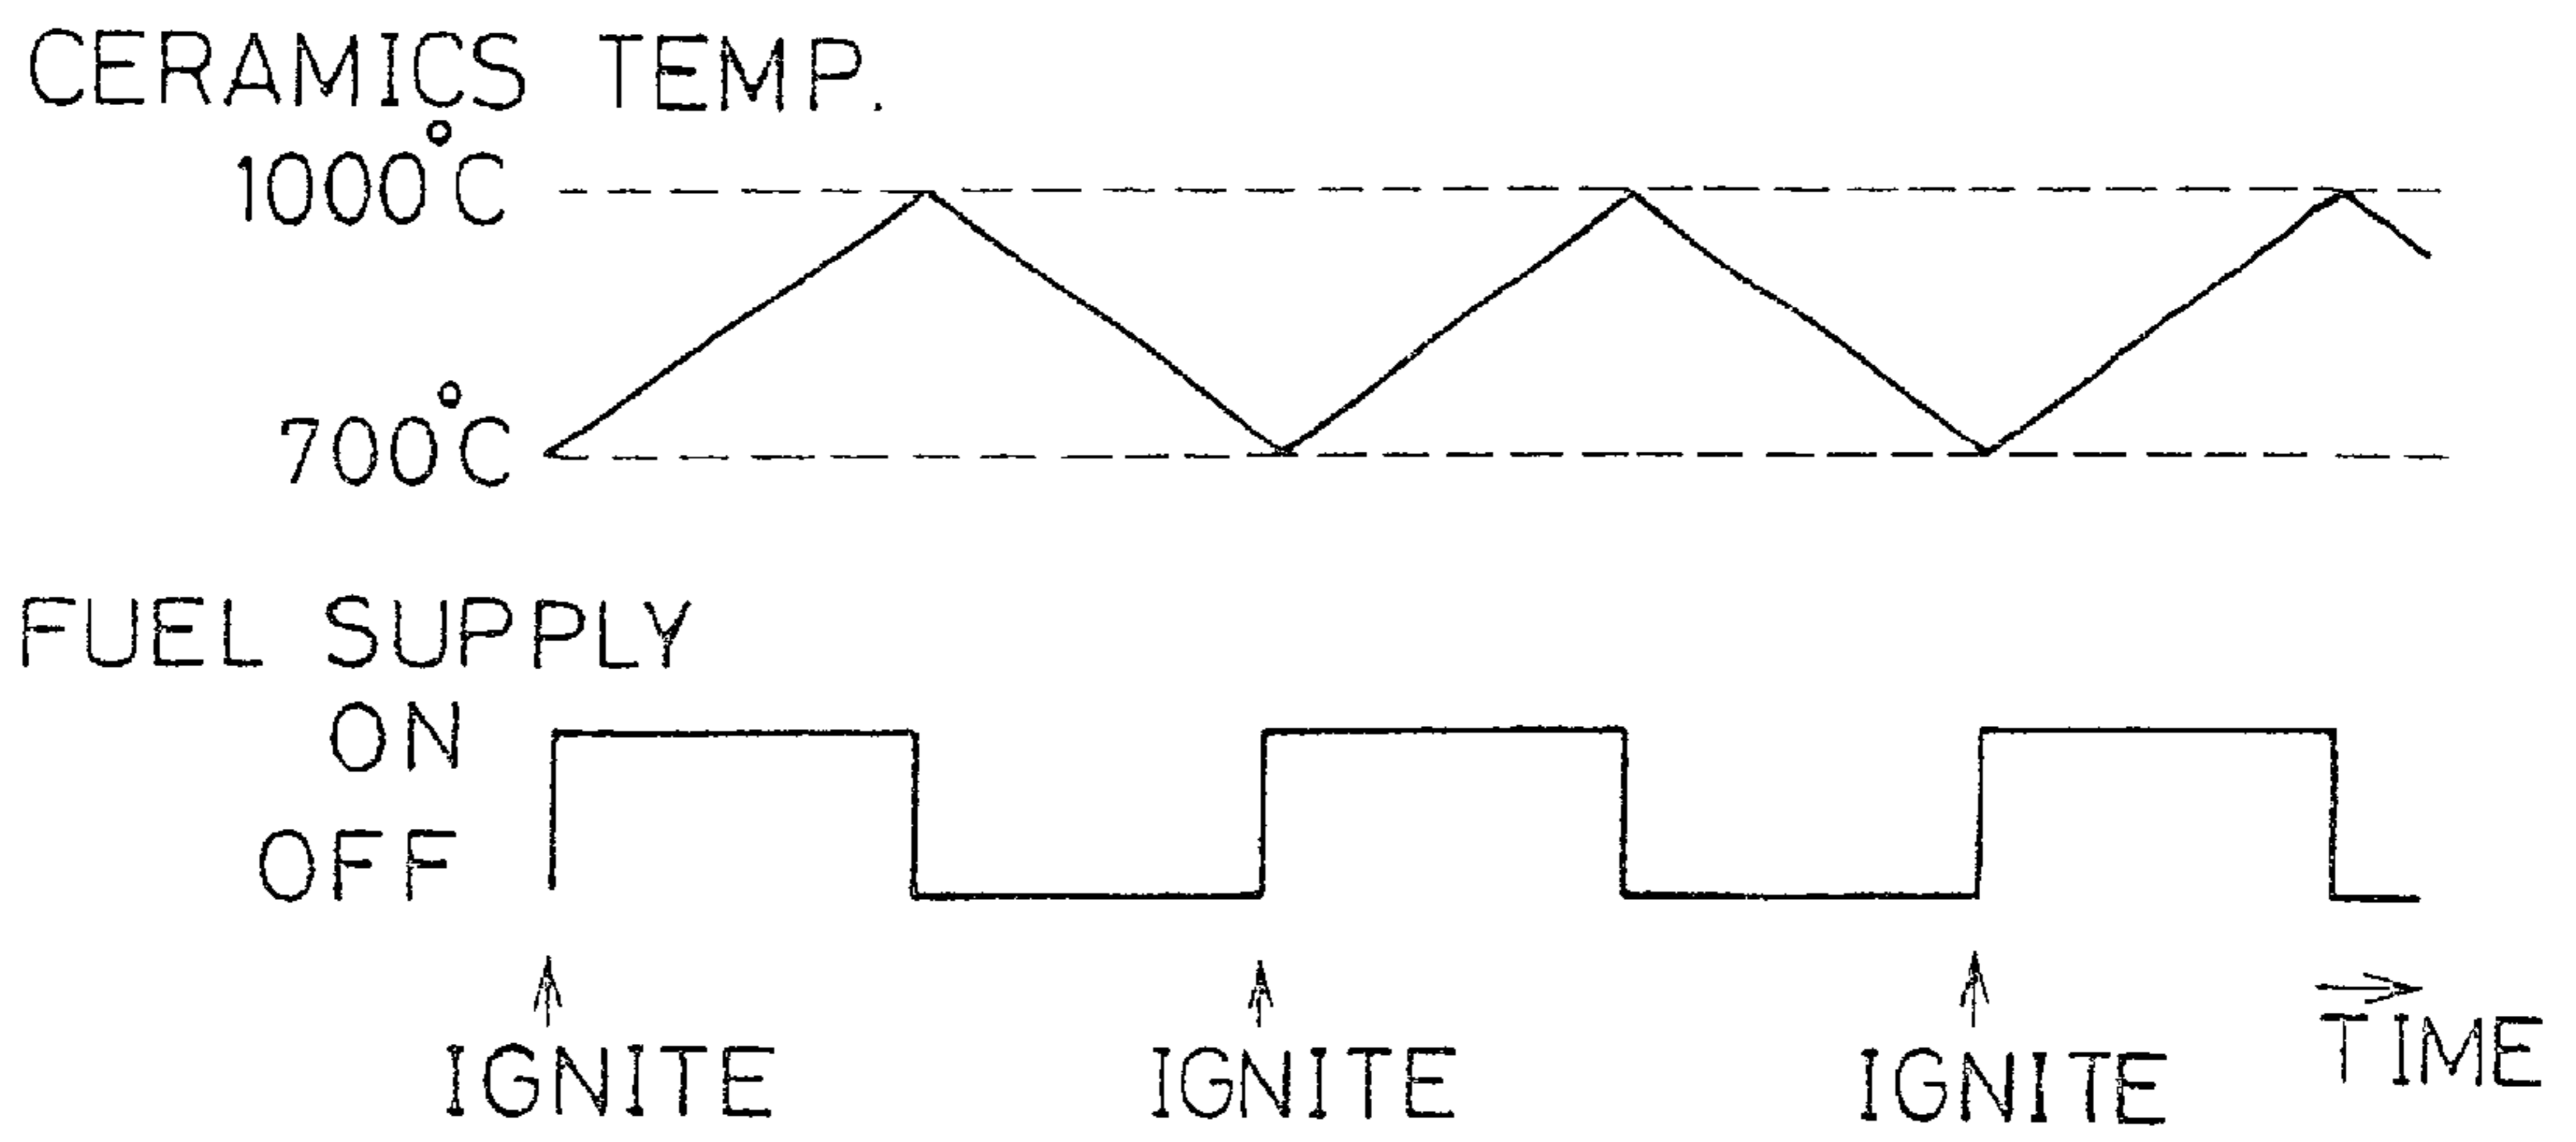 CERAMICS TEMP.
1000°C
700°C
FUEL SUPPLY
ON
OFF
IGNITE IGNITE IGNITE
TIME